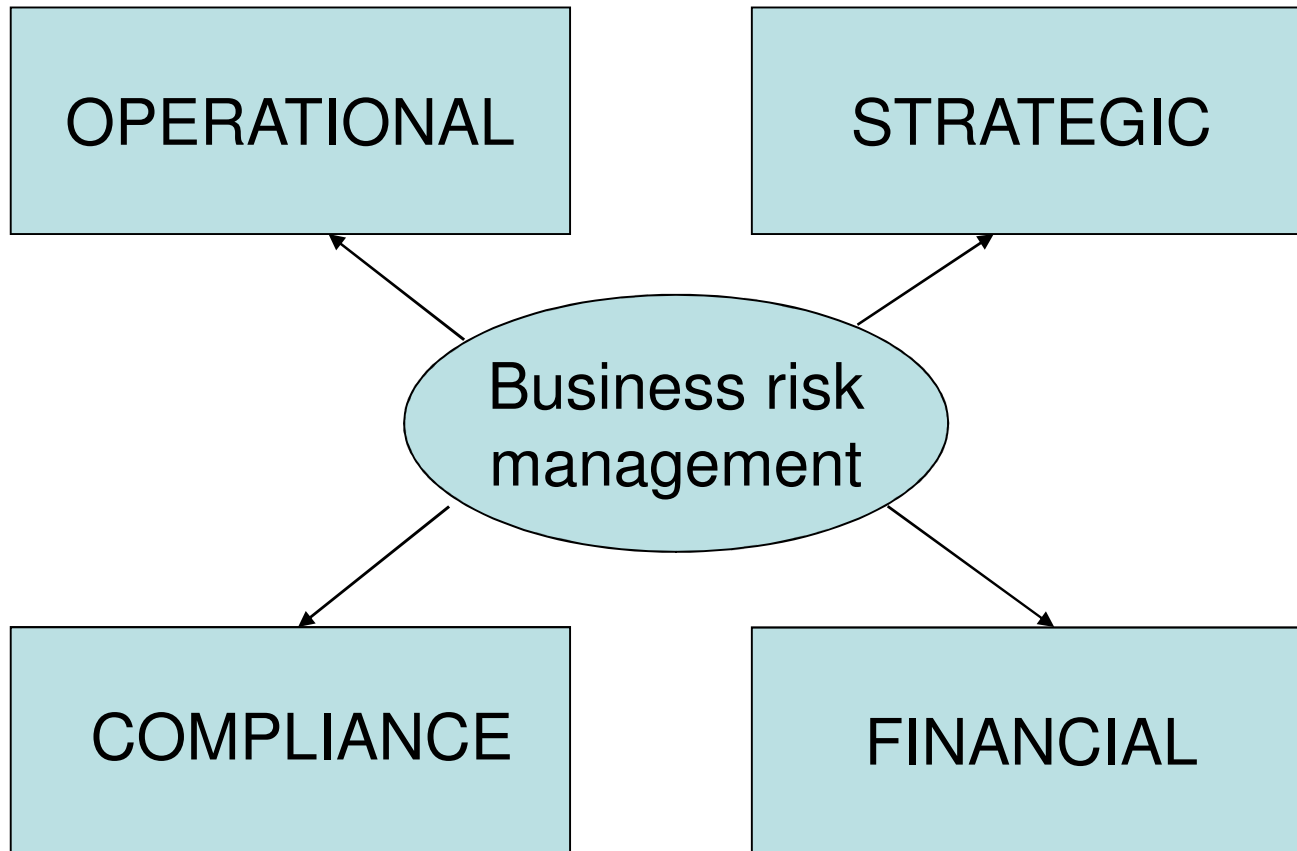 OPERATIONAL
STRATEGIC
Business risk
management
COMPLIANCE
FINANCIAL